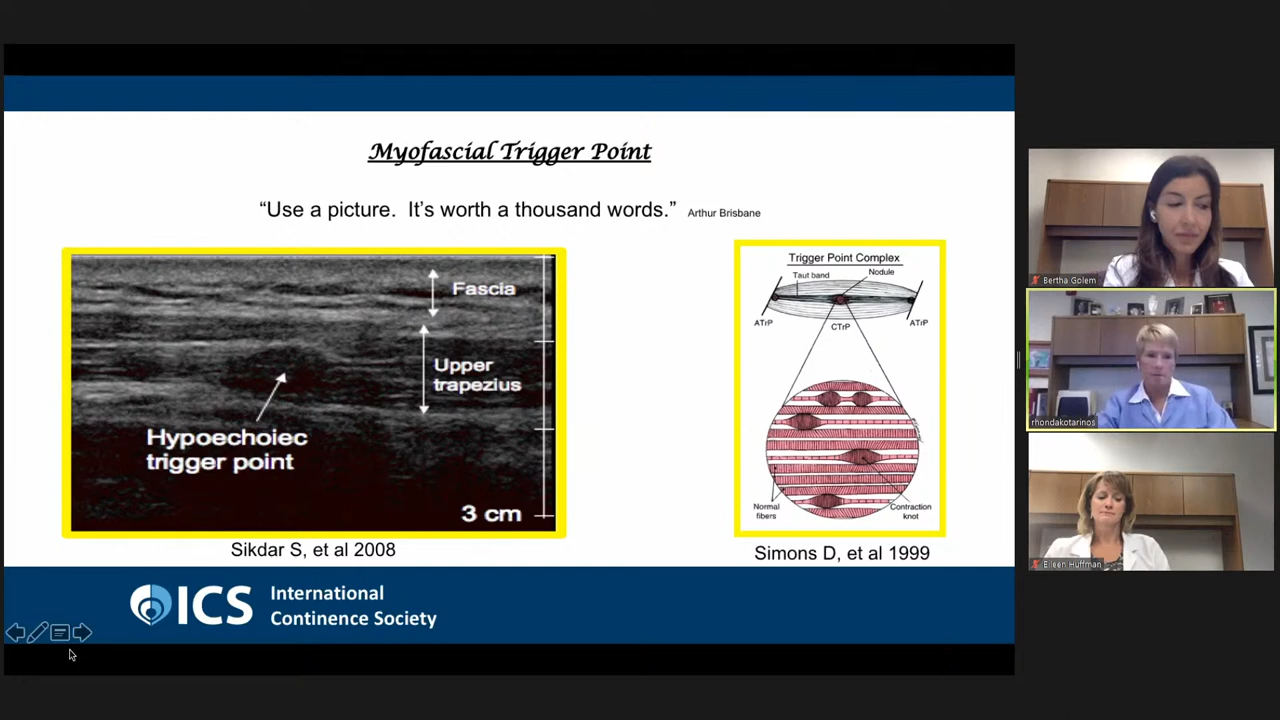 Myofascial Trigger Point
“Use a picture. It’s worth a thousand words.” Arthur Brisbane
Fascia
Upper
trapezius
Hypoechoiec
trigger point
3 cm
Sikdar S, et al 2008
Trigger Point Complex
Taut band
Nodule
ATrP
CTrP
ATrP
Normal
fibers
Contraction
knot
Simons D, et al 1999
ICS International
Continence Society
Bertha Golem
rhondakotarinos
Eileen Huffman